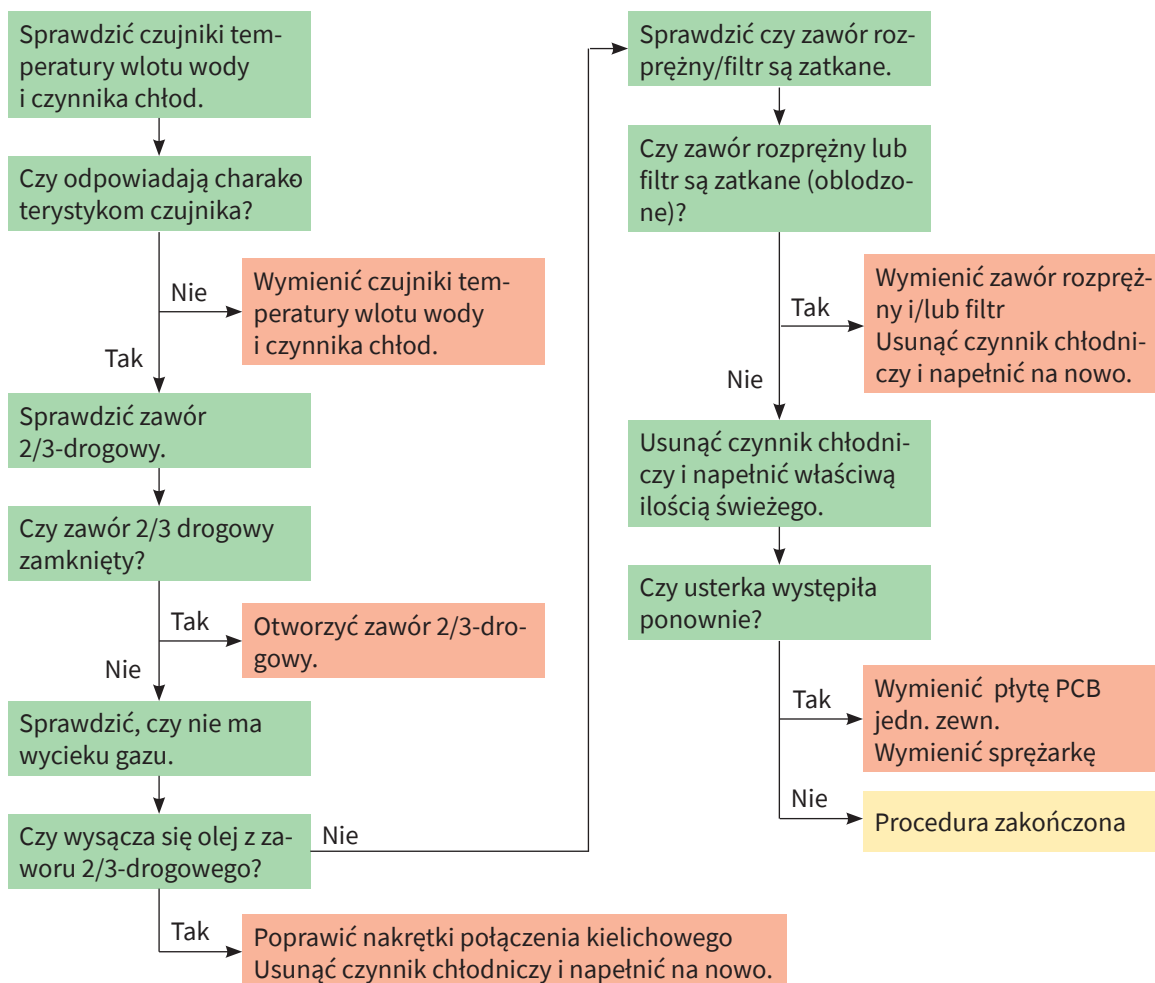 Sprawdzić czujniki tem-
peratury wlotu wody
i czynnika chłod.
Czy odpowiadają charako
terystykom czujnika?
Nie
Wymienić czujniki tem-
peratury wlotu wody
i czynnika chłod.
Tak
Sprawdzić zawór
2/3-drogowy.
Czy zawór 2/3 drogowy
zamknięty?
Tak
Otworzyć zawór 2/3-dro-
gowy.
Nie
Sprawdzić, czy nie ma
wycieku gazu.
Czy wysącza się olej z za-
woru 2/3-drogowego?
Nie
Tak
Poprawić nakrętki połączenia kielichowego
Usunąć czynnik chłodniczy i napełnić na nowo.
Sprawdzić czy zawór roz-
prężny/filtr są zatkane.
Czy zawór rozprężny lub
filtr są zatkane (oblodzo-
ne)?
Tak
Wymienić zawór rozpręż-
ny i/lub filtr
Usunąć czynnik chłodni-
czy i napełnić na nowo.
Nie
Usunąć czynnik chłodni-
czy i napełnić właściwą
ilością świeżego.
Czy usterka wystąpiła
ponownie?
Tak
Wymienić płytę PCB
jedn. zewn.
Wymienić sprężarkę
Nie
Procedura zakończona